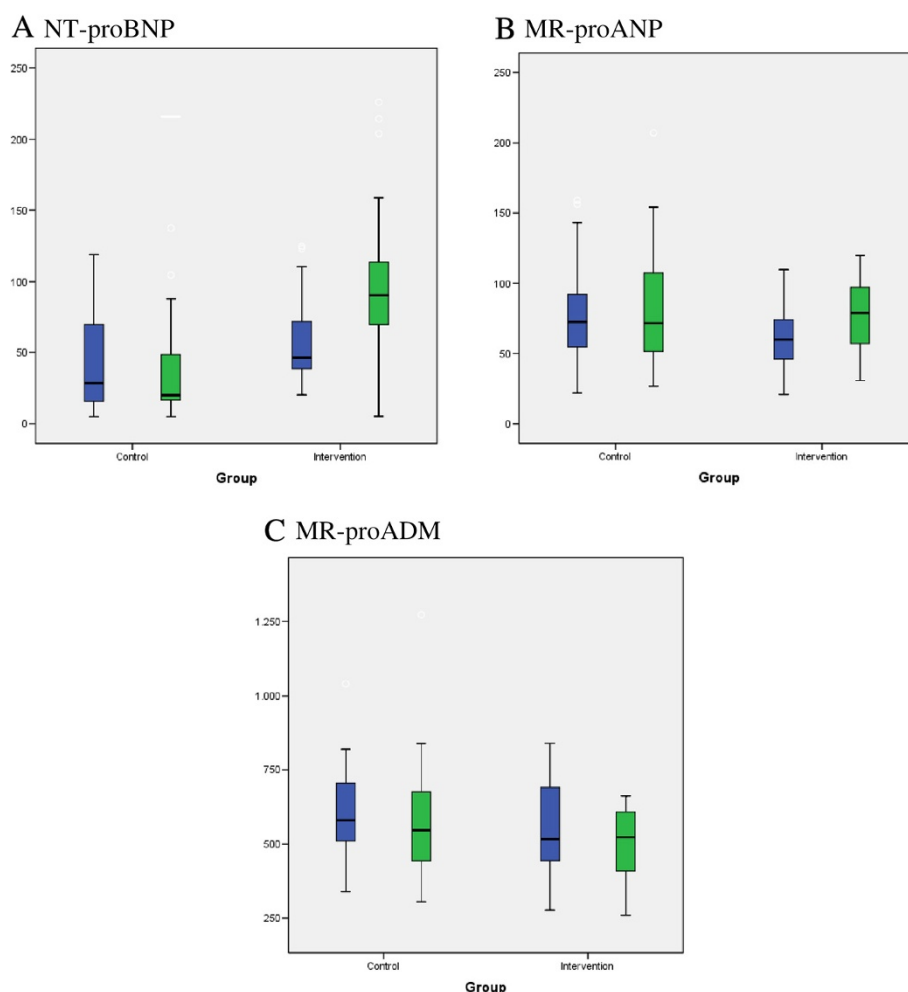 A NT-proBNP
250
200
150
100
50
0
Control Intervention
Group
B MR-proANP
250
200
150
100
50
0
Control Intervention
Group
C MR-proADM
1.250
1.000
750
500
250
Control Intervention
Group